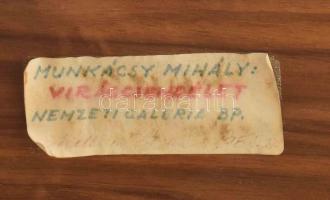 MUNKÁCSY MIHÁLY:
VIRÁGCSENDÉLET
NEMZETI GALÉRIA BP.